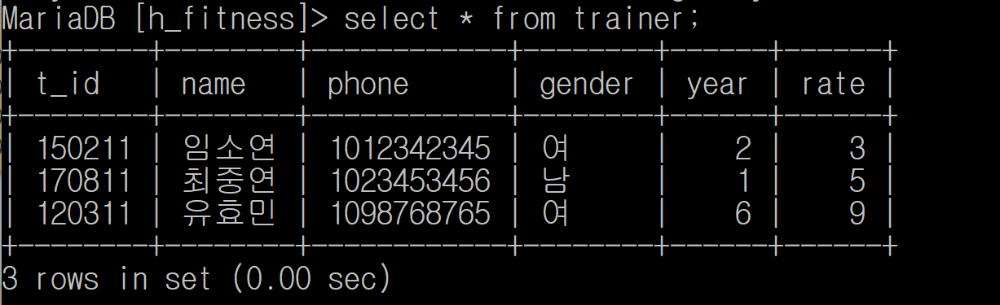 MariaDB [h_fitness]> select * from trainer;
+--------+--------+------------+--------+------+------+
| t_id   | name   | phone      | gender | year | rate |
+--------+--------+------------+--------+------+------+
| 150211 | 임소연 | 1012342345 | 여     |    2 |    3 |
| 170811 | 최중연 | 1023453456 | 남     |    1 |    5 |
| 120311 | 유효민 | 1098768765 | 여     |    6 |    9 |
+--------+--------+------------+--------+------+------+
3 rows in set (0.00 sec)